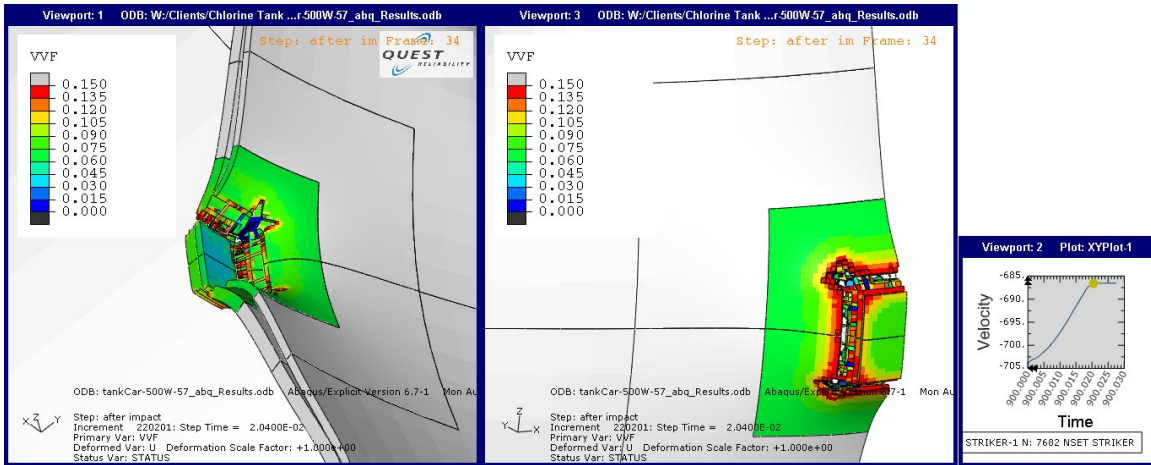 Viewport: 1 ODB: W:/Clients/Chlorine Tank ...r-500W-57_abq_Results.odb
Step: after im Frame: 34
QUEST
RELIABILITY
VVF
0.150
0.135
0.120
0.105
0.090
0.075
0.060
0.045
0.030
0.015
0.000
ODB: tankCar-500W-57_abq_Results.odb Abaqus/Explicit Version 6.7-1 Mon Au
Z
X Y
Step: after impact
Increment 220201: Step Time = 2.0400E-02
Primary Var: VVF
Deformed Var: U Deformation Scale Factor: +1.000e+00
Status Var: STATUS
Viewport: 3 ODB: W:/Clients/Chlorine Tank ...r-500W-57_abq_Results.odb
Step: after im Frame: 34
VVF
0.150
0.135
0.120
0.105
0.090
0.075
0.060
0.045
0.030
0.015
0.000
ODB: tankCar-500W-57_abq_Results.odb Abaqus/Explicit 6.7-1 Mon Au
Z
X Y
Step: after impact
Increment 220201: Step Time = 2.0400E-02
Primary Var: VVF
Deformed Var: U Deformation Scale Factor: +1.000e+00
Status Var: STATUS
Viewport: 2 Plot: XYPlot-1
-685.
-690.
-695.
-700.
-705.
Velocity
900.000
900.005
900.010
900.015
900.020
900.025
900.030
Time
STRIKER-1 N: 7682 NSET STRIKER